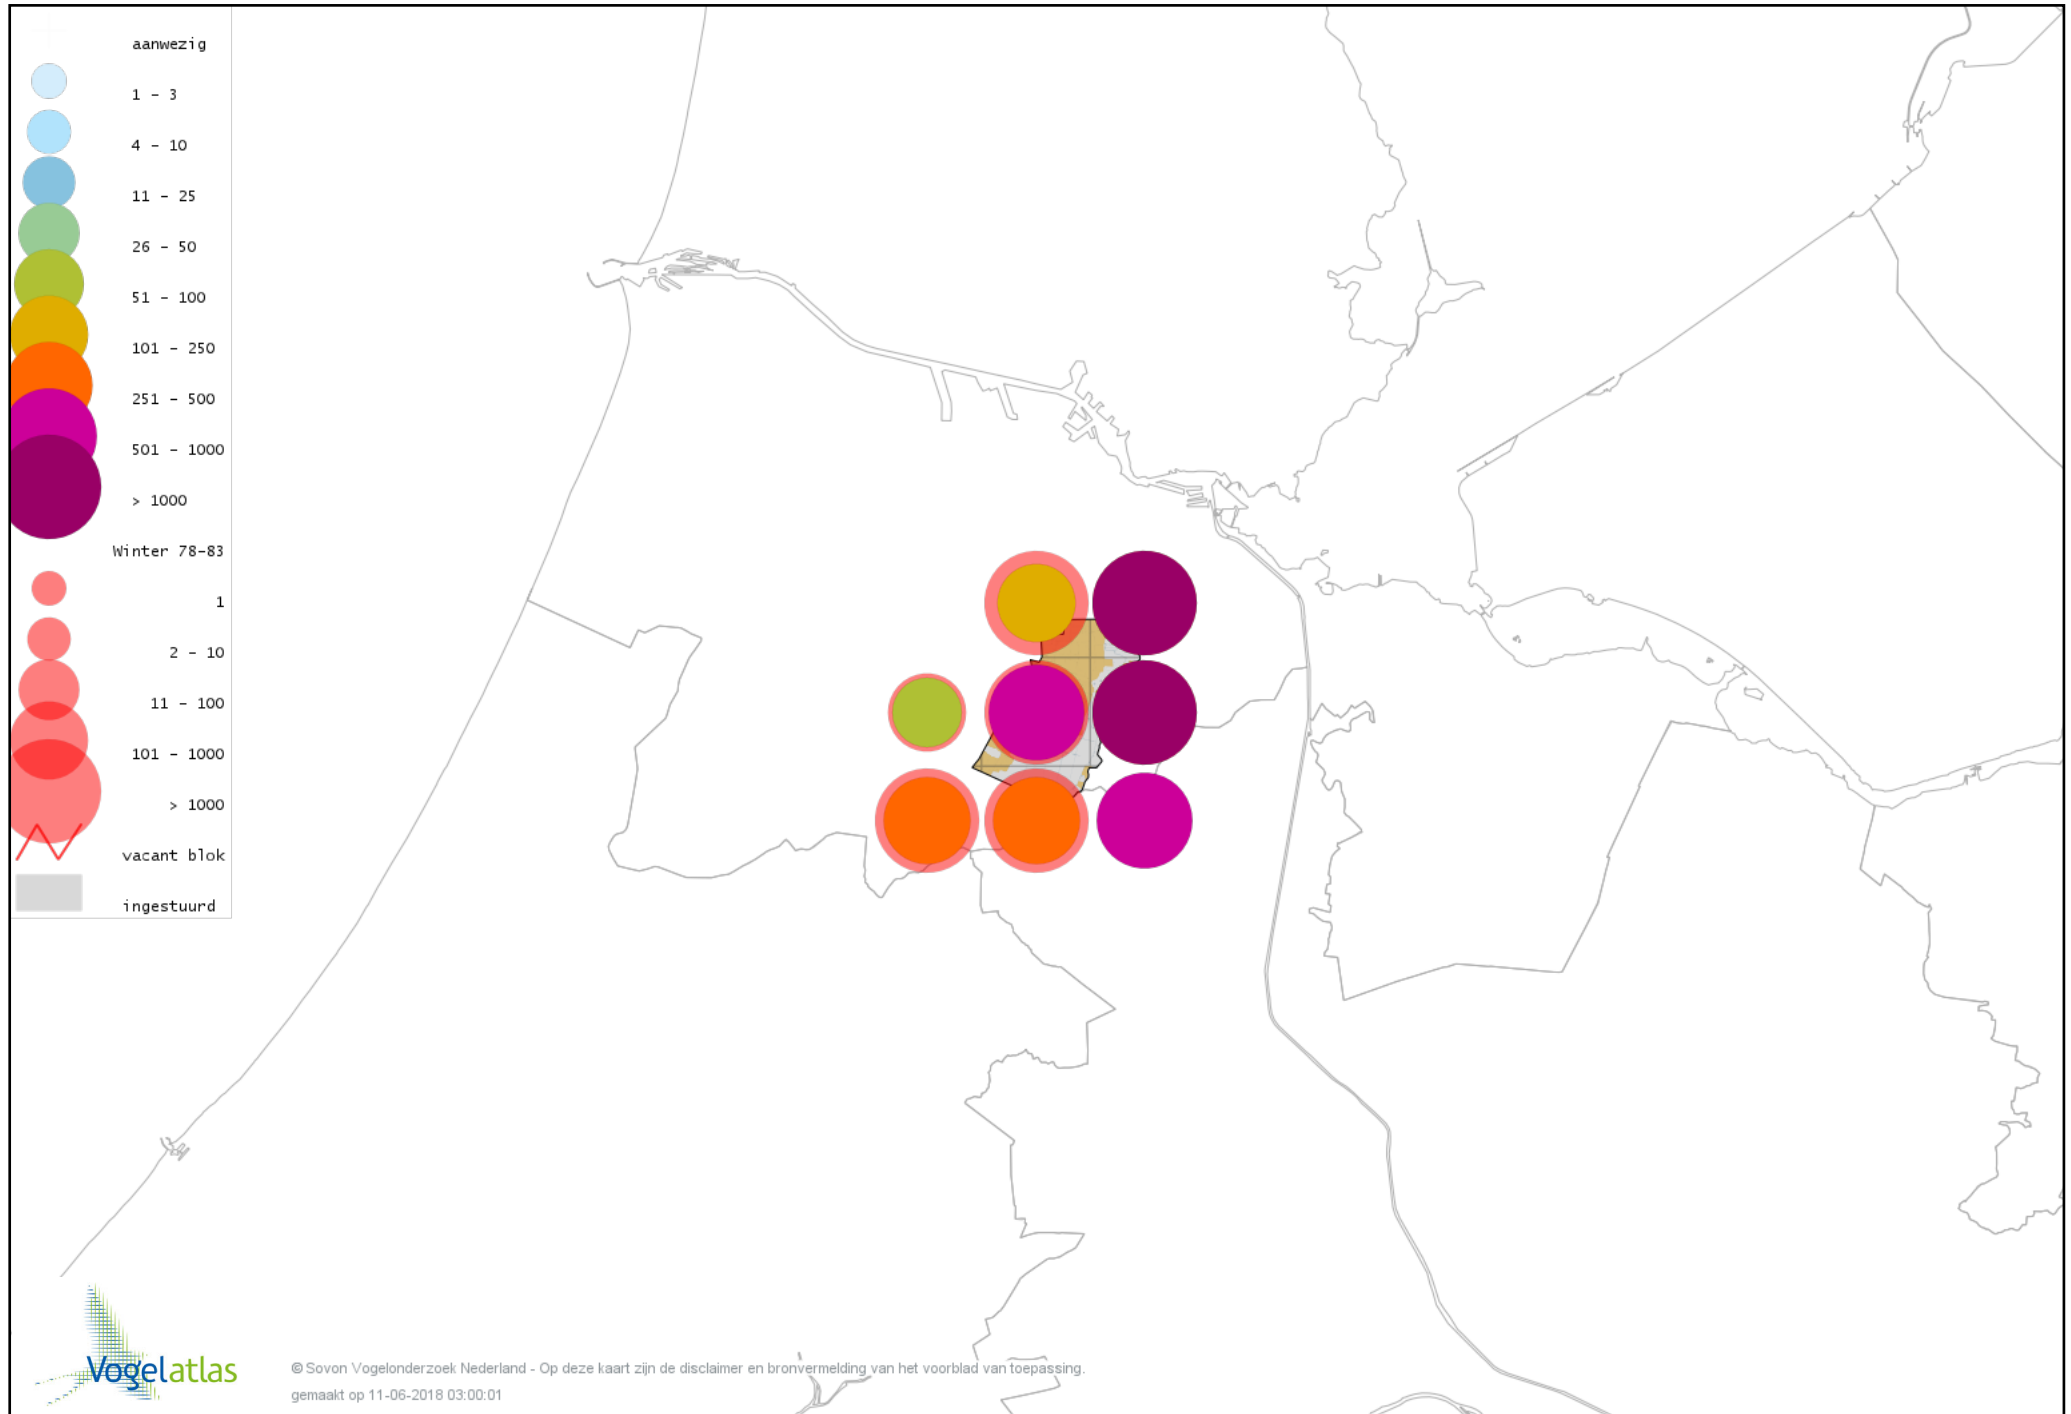 aanwezig
1 - 3
4 - 10
11 - 25
26 - 50
51 - 100
101 - 250
251 - 500
501 - 1000
> 1000
Winter 78-83
1
2 - 10
11 - 100
101 - 1000
> 1000
vacant blok
ingestuurd
Vogelatlas
© Sovon Vogelonderzoek Nederland - Op deze kaart zijn de disclaimer en bronvermelding van het voorblad van toepassing.
gemaakt op 11-06-2018 03:00:01